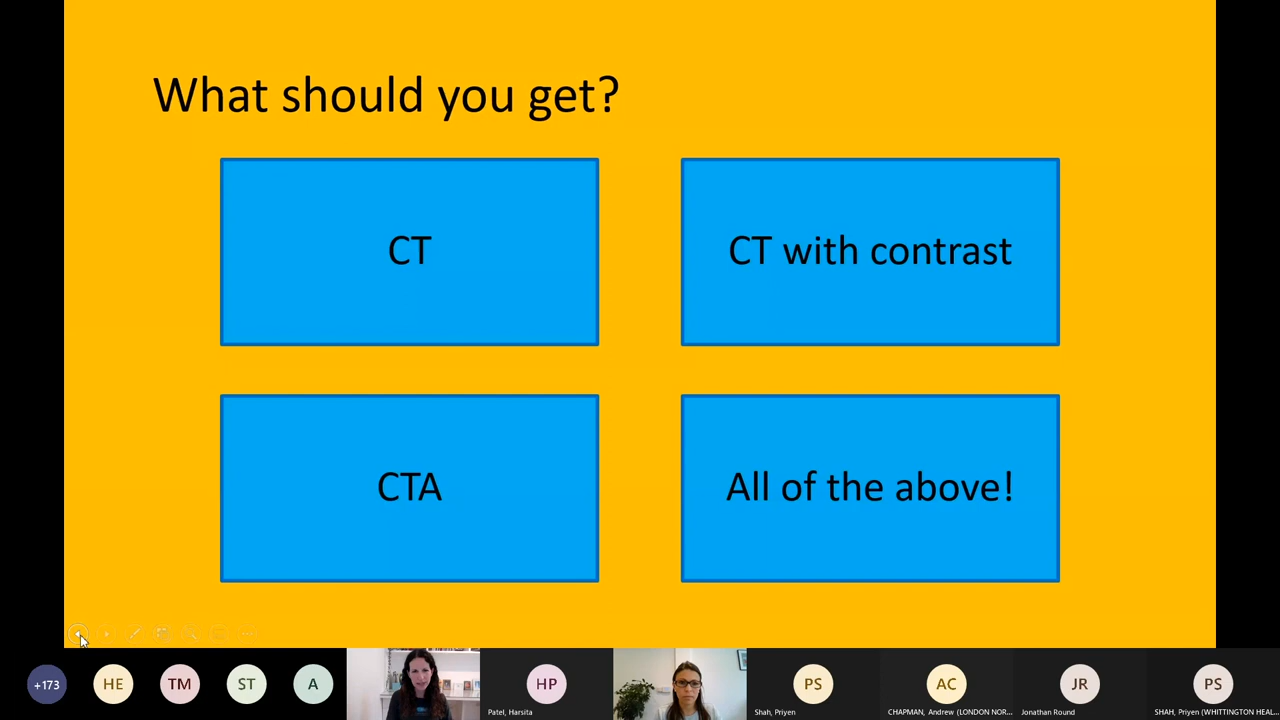 What should you get?
CT
CT with contrast
CTA
All of the above!
+173
HE
TM
ST
A
HP
PS
AC
JR
PS
Patel, Harsita
Shah, Priyen
CHAPMAN, Andrew (LONDON NOR...
Jonathan Round
SHAH, Priyen (WHITTINGTON HEAL...